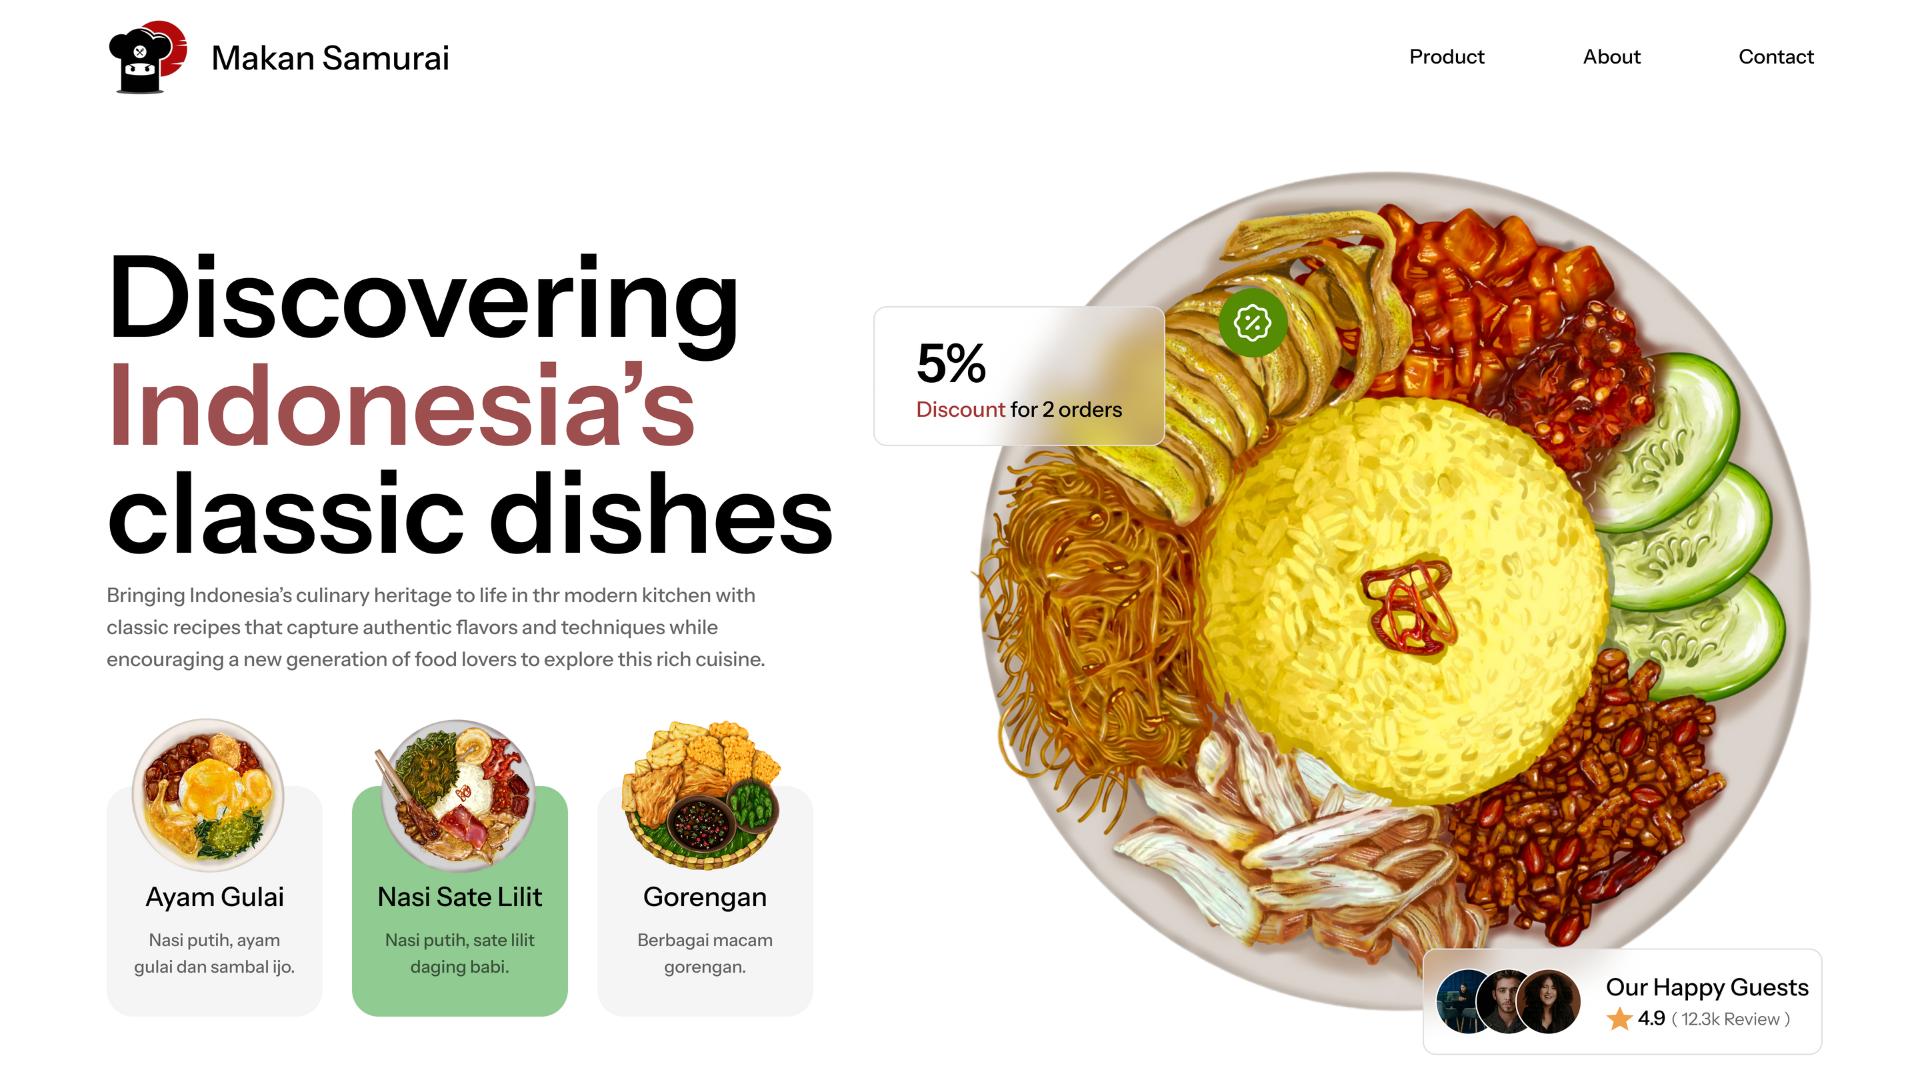 Makan Samurai
Product
About
Contact
Discovering
Indonesia’s
classic dishes
Bringing Indonesia’s culinary heritage to life in thr modern kitchen with
classic recipes that capture authentic flavors and techniques while
encouraging a new generation of food lovers to explore this rich cuisine.
5%
Discount for 2 orders
Ayam Gulai
Nasi putih, ayam
gulai dan sambal ijo.
Nasi Sate Lilit
Nasi putih, sate lilit
daging babi.
Gorengan
Berbagai macam
gorengan.
Our Happy Guests
4.9 ( 12.3k Review )